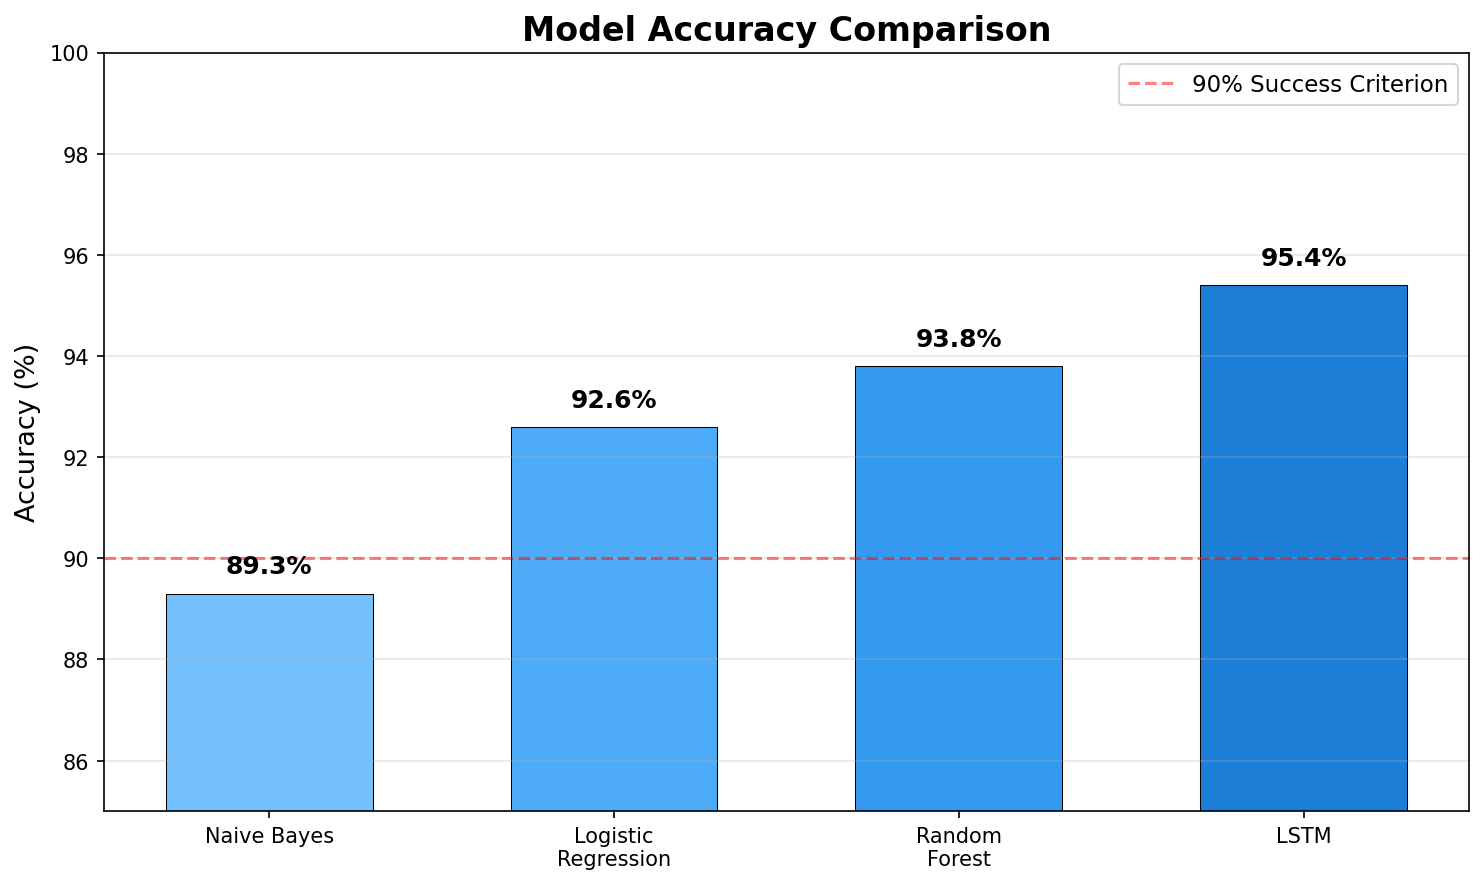 Model Accuracy Comparison
90% Success Criterion
Accuracy (%)
100
98
96
94
92
90
88
86
89.3%
92.6%
93.8%
95.4%
Naive Bayes
Logistic
Regression
Random
Forest
LSTM